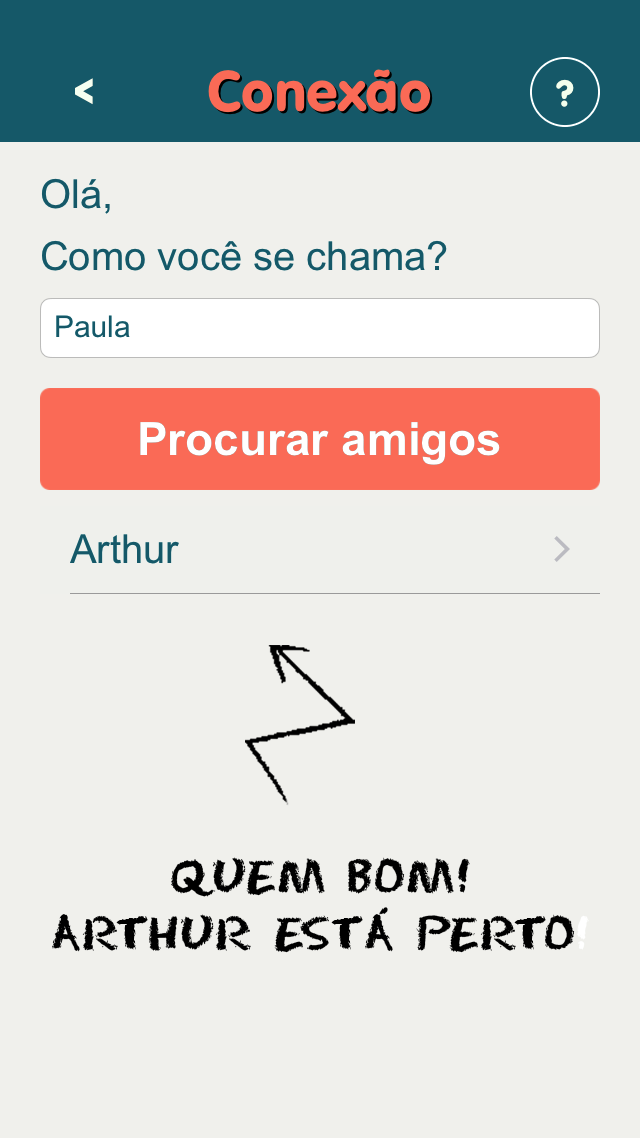 <
Conexão
?
Olá,
Como você se chama?
Paula
Procurar amigos
Arthur
QUEM BOM!
ARTHUR ESTÁ PERTO!